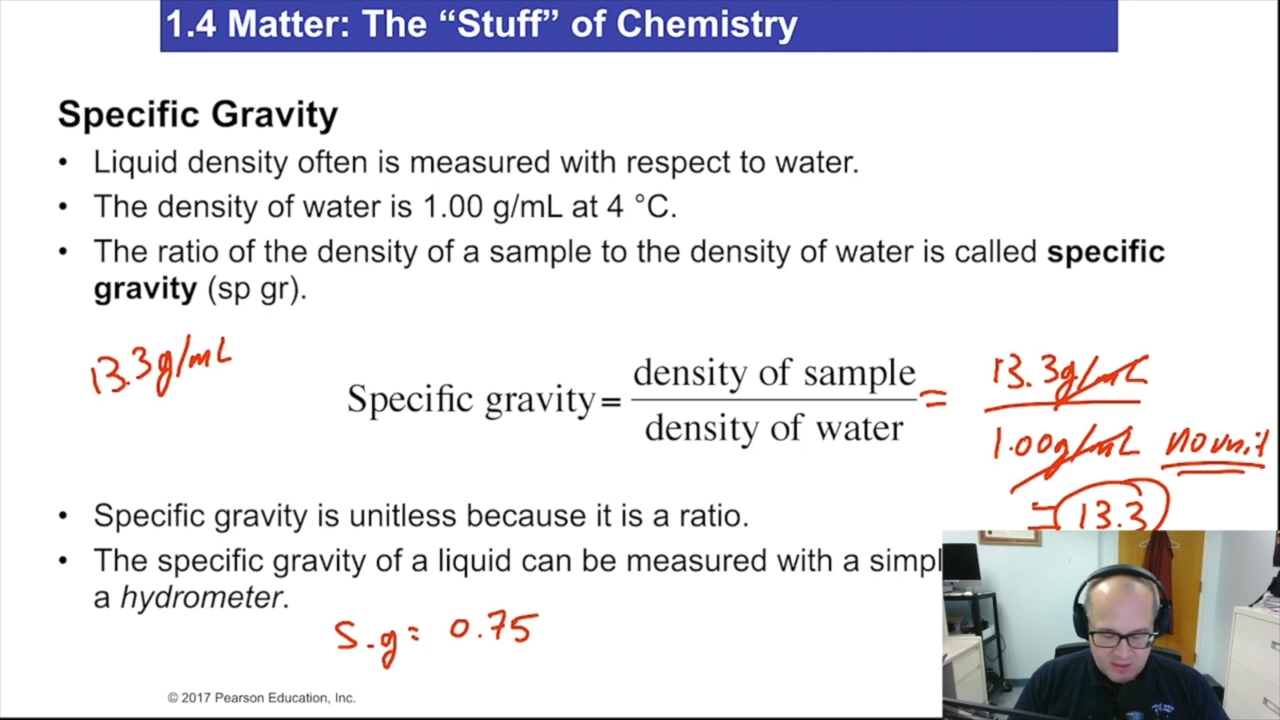 1.4 Matter: The “Stuff” of Chemistry
Specific Gravity
• Liquid density often is measured with respect to water.
• The density of water is 1.00 g/mL at 4 °C.
• The ratio of the density of a sample to the density of water is called specific
gravity (sp gr).
13.3 g/mL
Specific gravity = density of sample / density of water = 13.3 g/mL / 1.00 g/mL
no unit
= 13.3
• Specific gravity is unitless because it is a ratio.
• The specific gravity of a liquid can be measured with a simpl
a hydrometer.
S.g = 0.75
© 2017 Pearson Education, Inc.